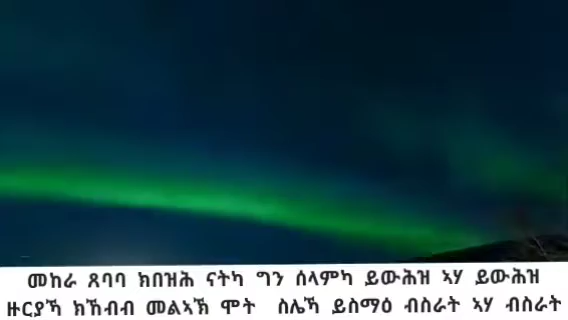 መከራ ጸባባ ክበዝሕ ናትካ ግን ሰላምካ ይውሕዝ ኣሃ ይውሕዝ
ዙርያኻ ክኸብብ መልኣኽ ሞት ስሌኻ ይስማዕ ብስራት ኣሃ ብስራት